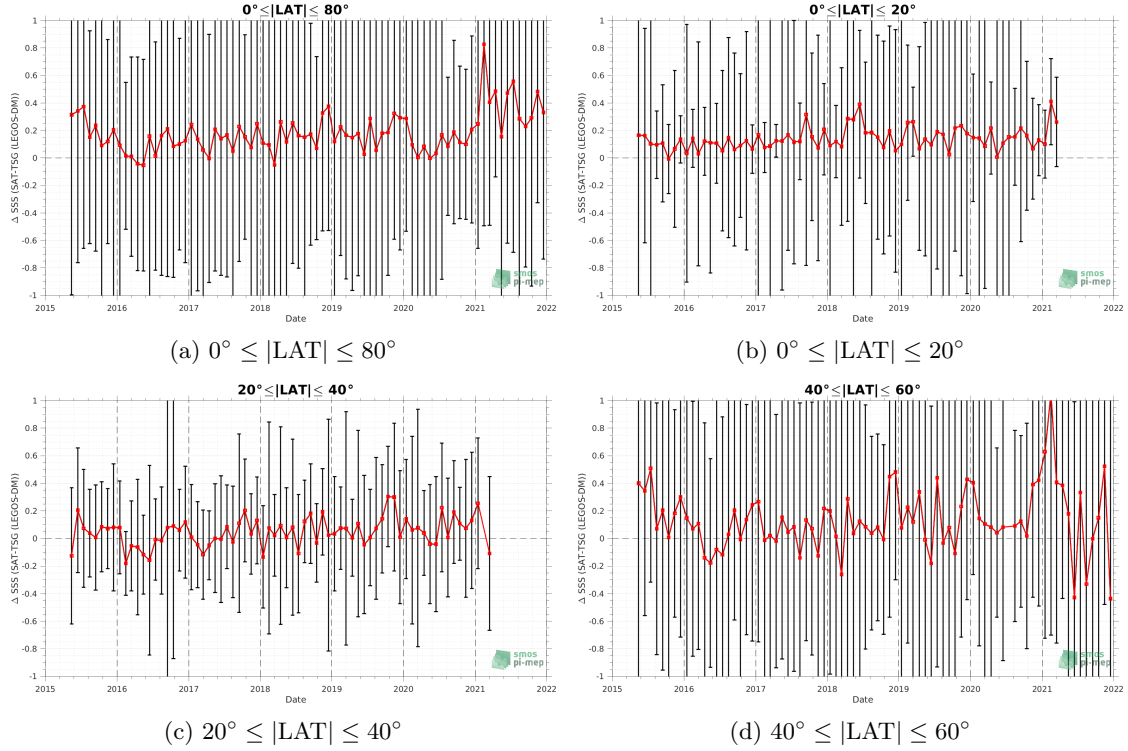 0°≤|LAT|≤ 80°
1
0.8
0.6
0.4
0.2
0
-0.2
-0.4
-0.6
-0.8
-1
Δ SSS (SAT-TSG (LEGOS-DM))
2015 2016 2017 2018 2019 2020 2021 2022
Date
smos
pi-mep
(a) 0° ≤ |LAT| ≤ 80°
0°≤|LAT|≤ 20°
1
0.8
0.6
0.4
0.2
0
-0.2
-0.4
-0.6
-0.8
-1
Δ SSS (SAT-TSG (LEGOS-DM))
2015 2016 2017 2018 2019 2020 2021 2022
Date
smos
pi-mep
(b) 0° ≤ |LAT| ≤ 20°
20°≤|LAT|≤ 40°
1
0.8
0.6
0.4
0.2
0
-0.2
-0.4
-0.6
-0.8
-1
Δ SSS (SAT-TSG (LEGOS-DM))
2015 2016 2017 2018 2019 2020 2021 2022
Date
smos
pi-mep
(c) 20° ≤ |LAT| ≤ 40°
40°≤|LAT|≤ 60°
1
0.8
0.6
0.4
0.2
0
-0.2
-0.4
-0.6
-0.8
-1
Δ SSS (SAT-TSG (LEGOS-DM))
2015 2016 2017 2018 2019 2020 2021 2022
Date
smos
pi-mep
(d) 40° ≤ |LAT| ≤ 60°